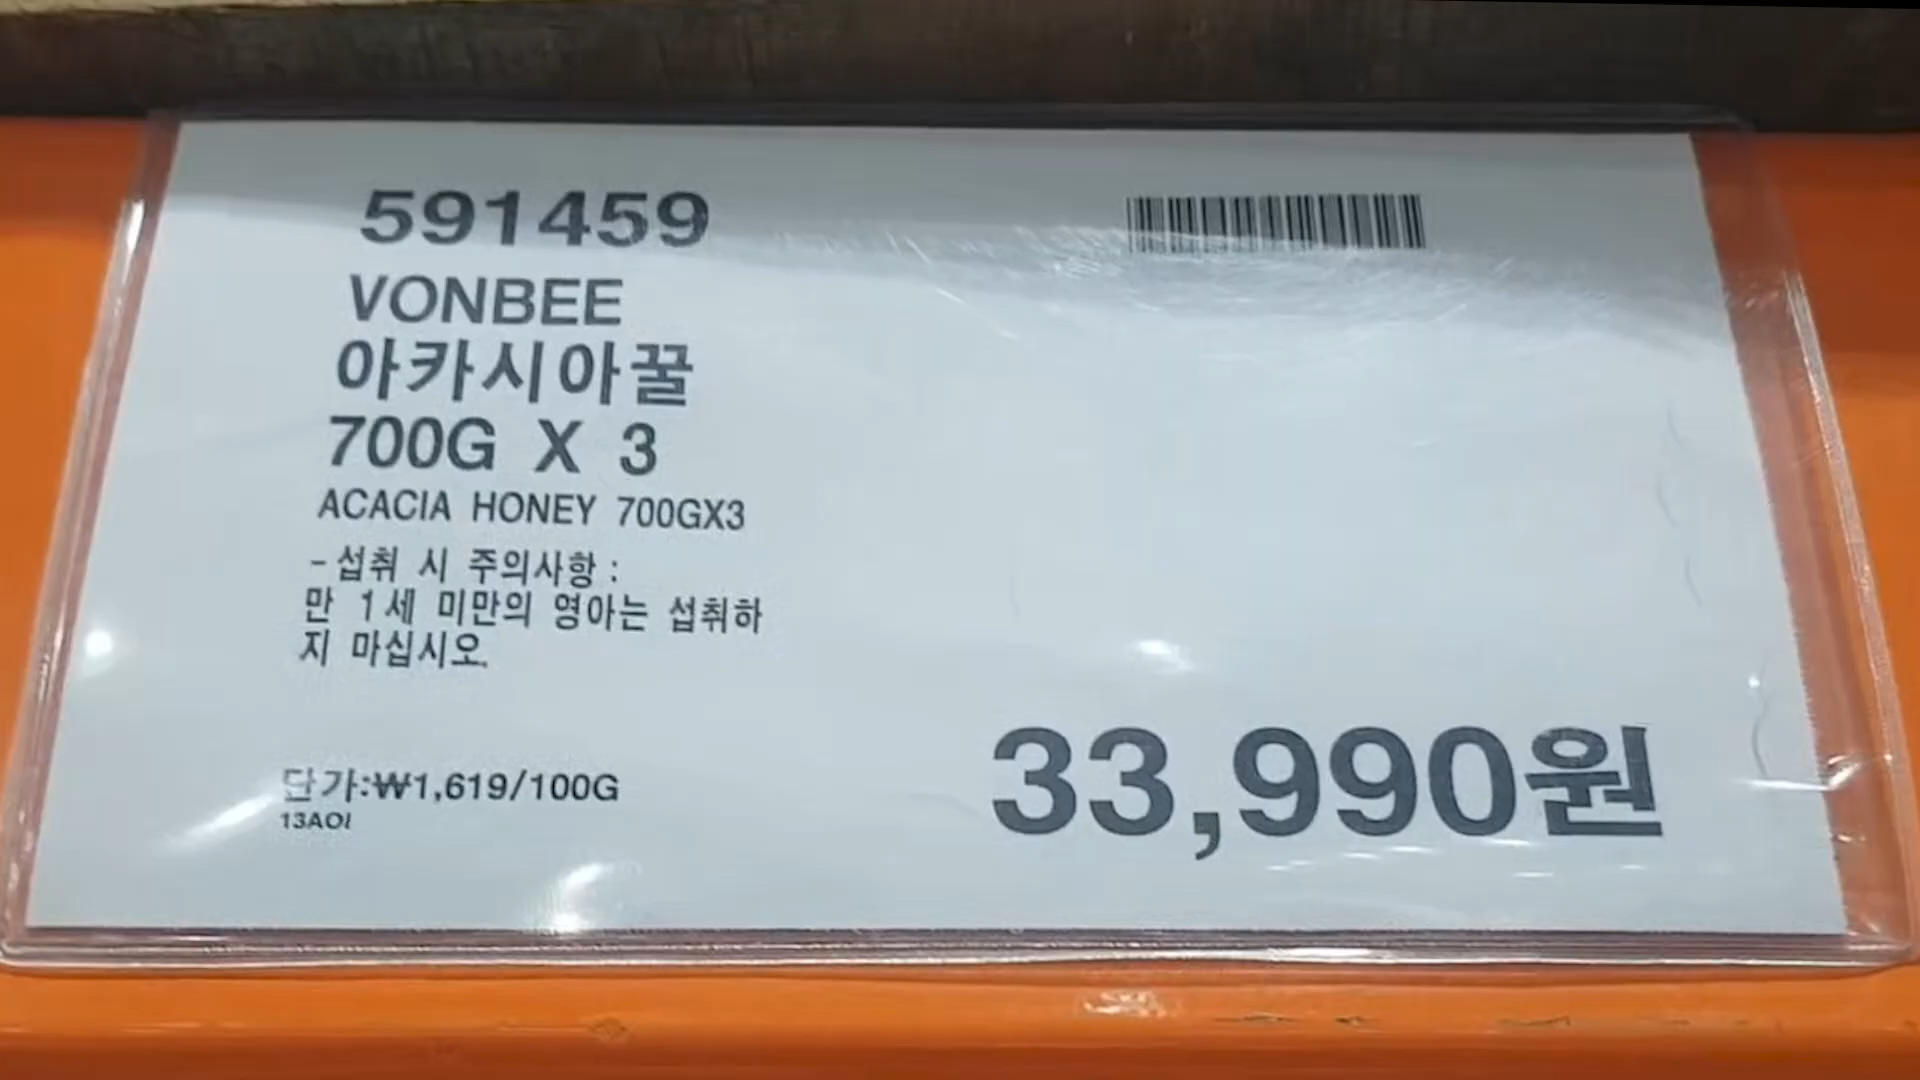 591459
VONBEE
아카시아꿀
700G X 3
ACACIA HONEY 700GX3
-섭취 시 주의사항 :
만 1세 미만의 영아는 섭취하
지 마십시오.
단가:₩1,619/100G
33,990원